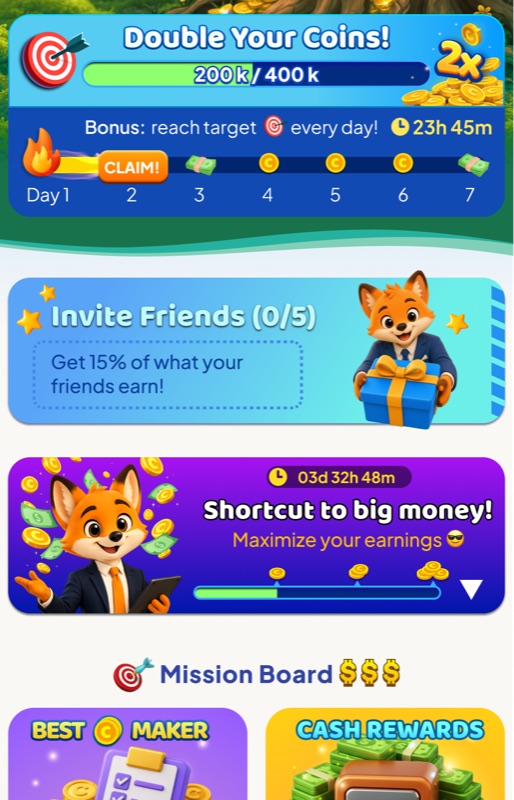 Double Your Coins!
2x
200 k / 400 k
Bonus: reach target every day! 23h 45m
CLAIM!
Day 1 2 3 4 5 6 7
Invite Friends (0/5)
Get 15% of what your
friends earn!
03d 32h 48m
Shortcut to big money!
Maximize your earnings
Mission Board $$$
BEST C MAKER
CASH REWARDS